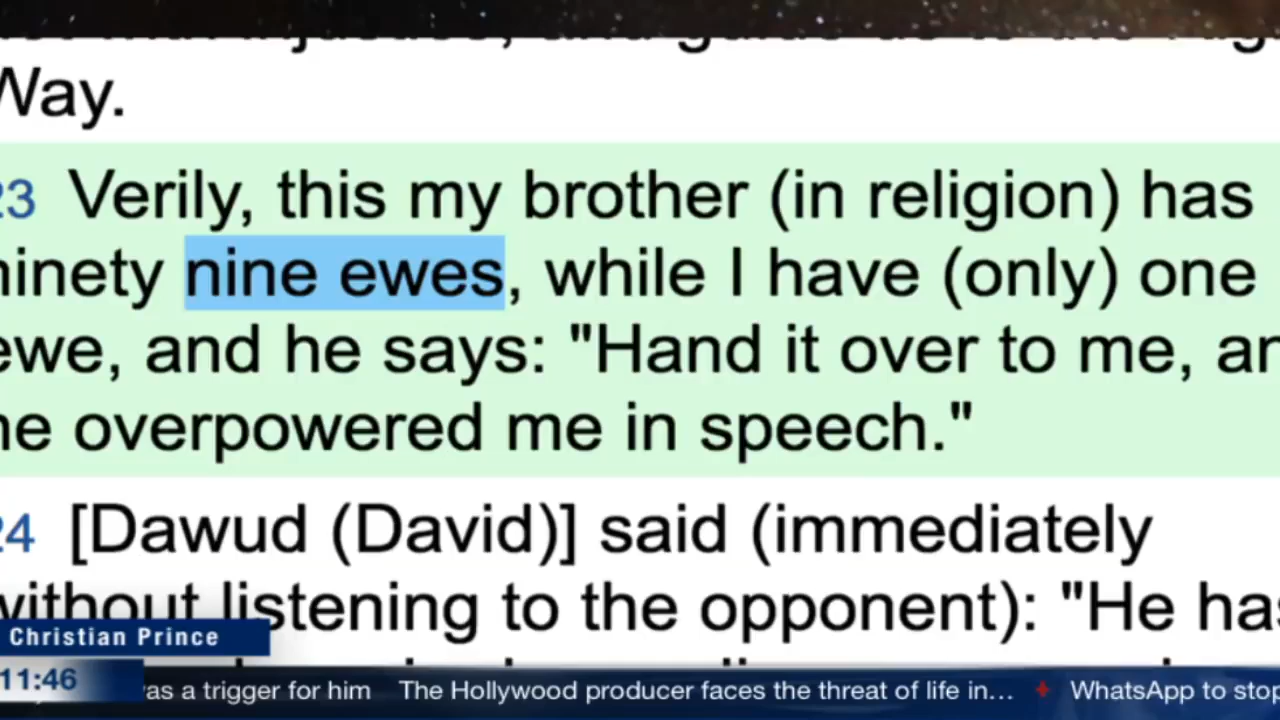 Way.
23 Verily, this my brother (in religion) has
ninety nine ewes, while I have (only) one
ewe, and he says: "Hand it over to me, an
he overpowered me in speech."
24 [Dawud (David)] said (immediately
without listening to the opponent): "He has
Christian Prince
11:46 was a trigger for him The Hollywood producer faces the threat of life in... WhatsApp to stop